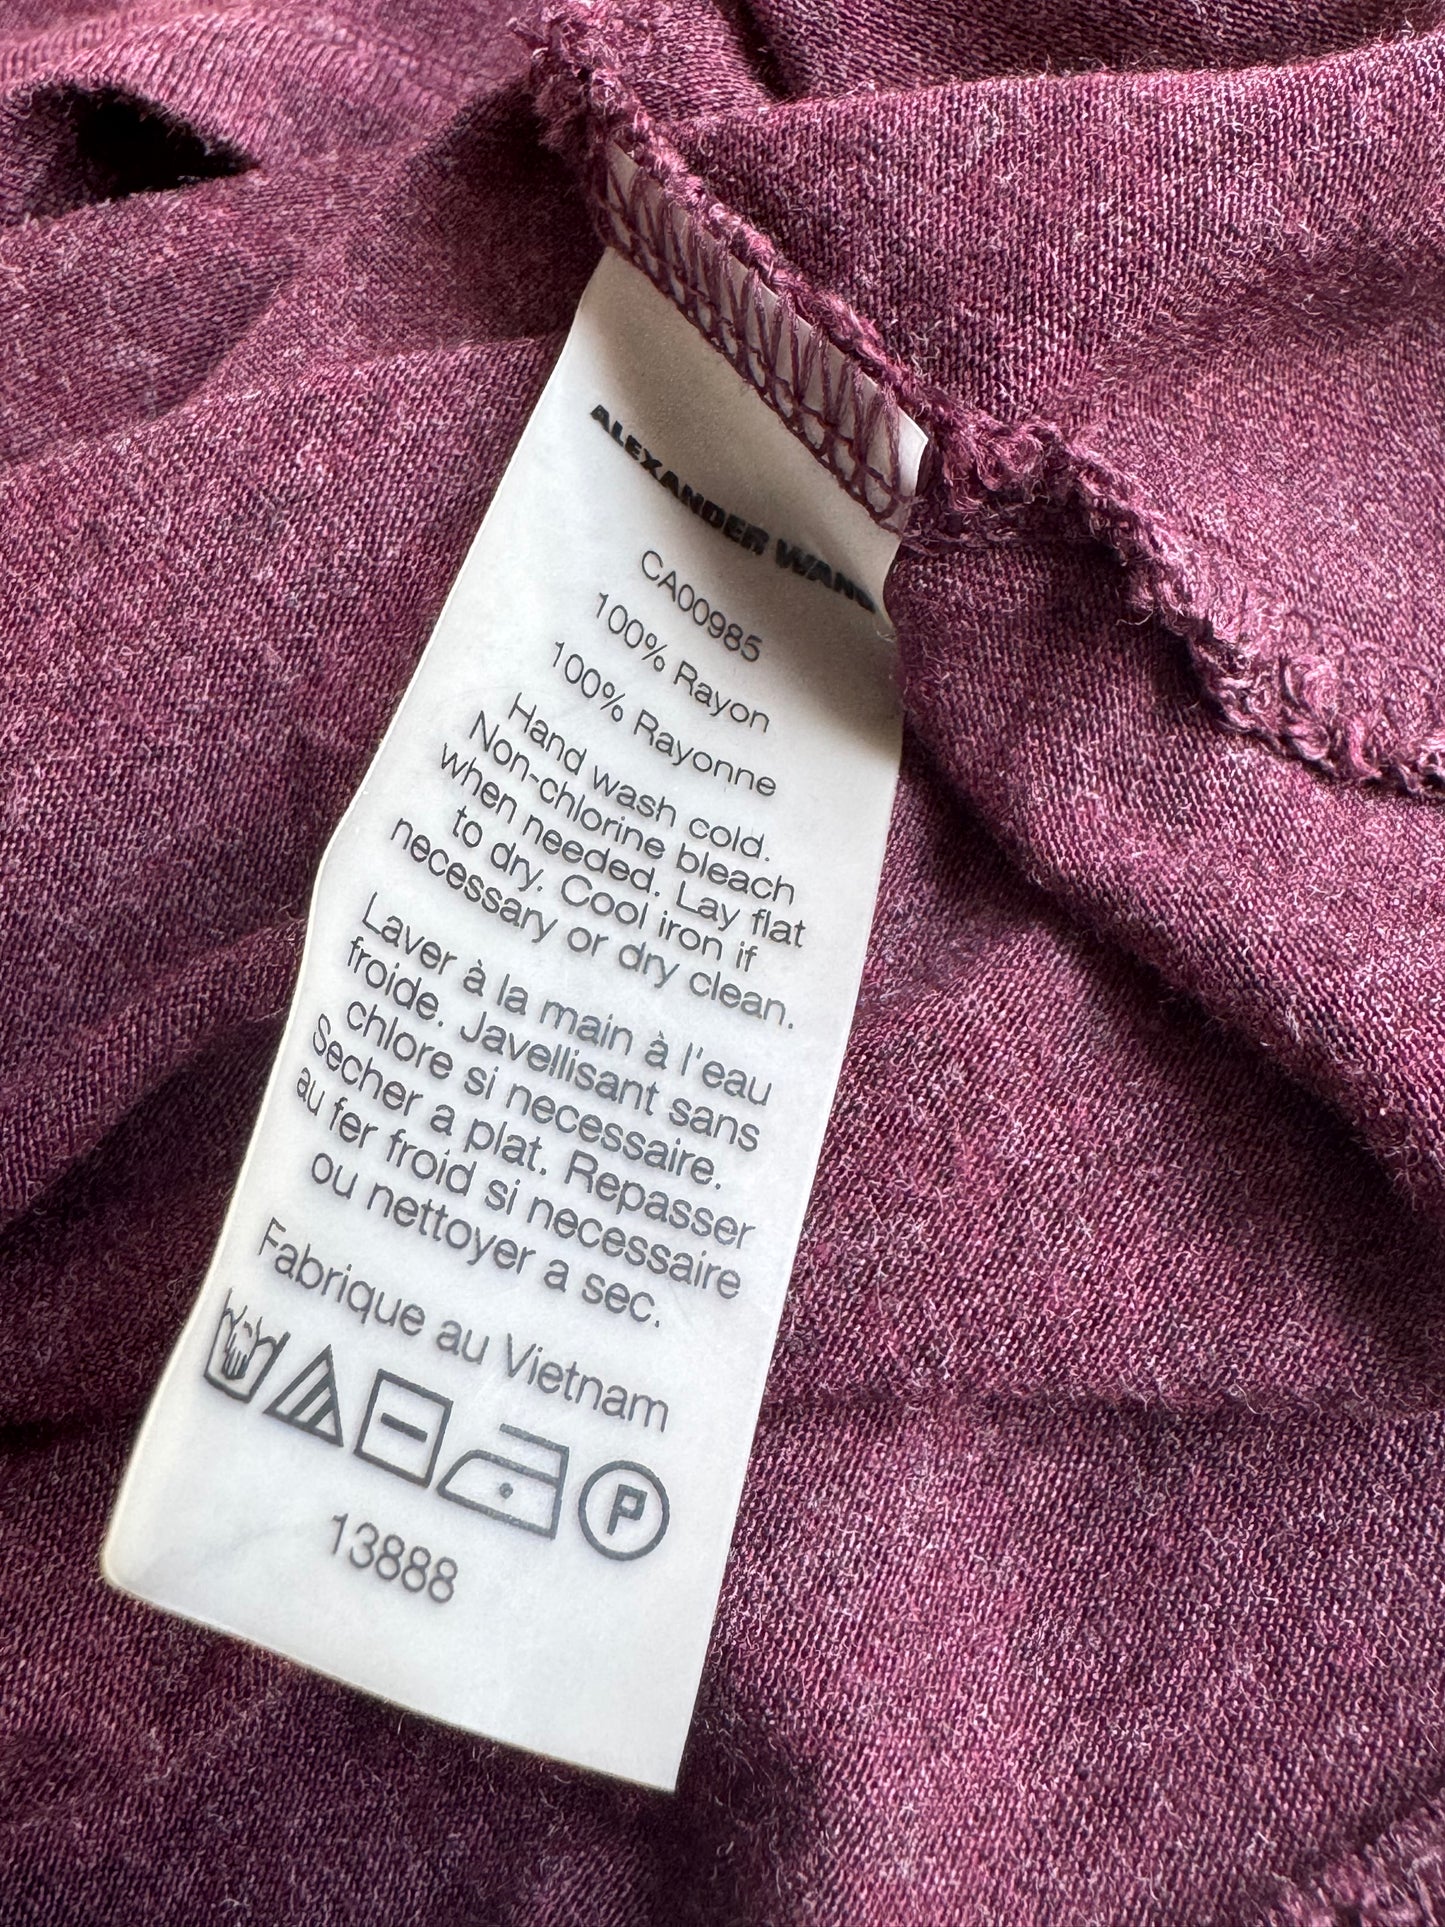 ALEXANDER WANG
CA00985
100% Rayon
100% Rayonne
Hand wash cold.
Non-chlorine bleach
when needed. Lay flat
to dry. Cool iron if
necessary or dry clean.
Laver à la main à l'eau
froide. Javellisant sans
chlore si necessaire.
Secher a plat. Repasser
au fer froid si necessaire
ou nettoyer a sec.
Fabrique au Vietnam
P
13888